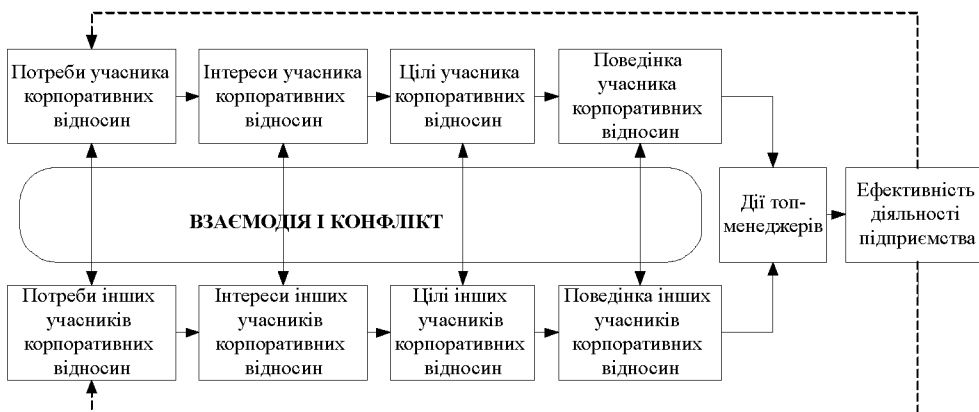 Потреби учасника
корпоративних
відносин
Інтереси учасника
корпоративних
відносин
Цілі учасника
корпоративних
відносин
Поведінка
учасника
корпоративних
відносин
ВЗАЄМОДІЯ І КОНФЛІКТ
Дії топ-
менеджерів
Ефективність
діяльності
підприємства
Потреби інших
учасників
корпоративних
відносин
Інтереси інших
учасників
корпоративних
відносин
Цілі інших
учасників
корпоративних
відносин
Поведінка інших
учасників
корпоративних
відносин